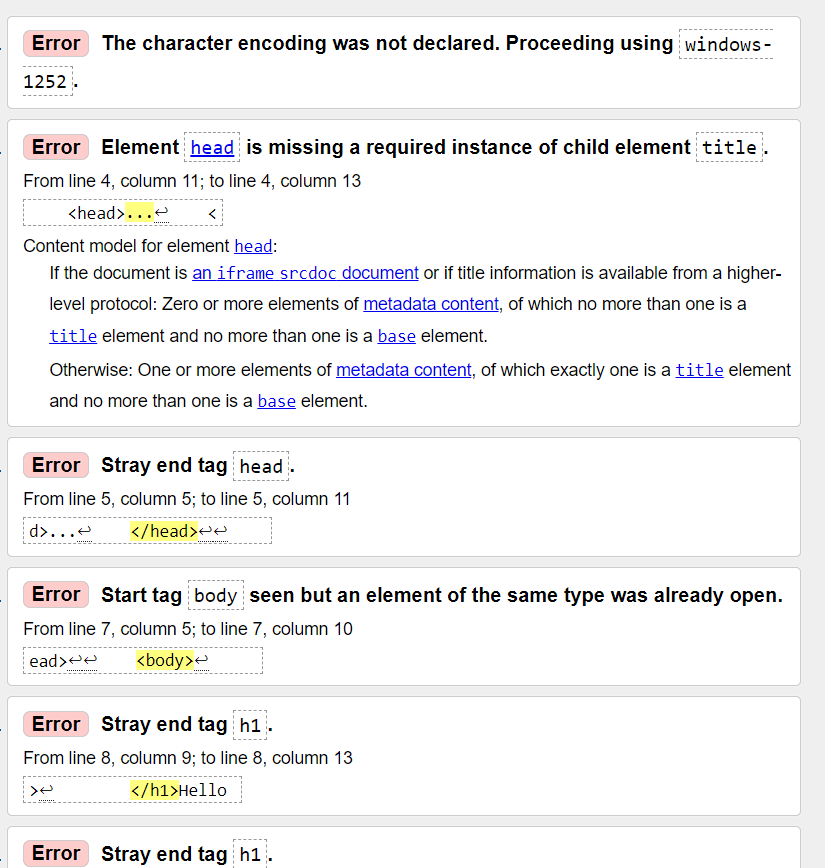 Error The character encoding was not declared. Proceeding using windows-
1252.
Error Element head is missing a required instance of child element title.
From line 4, column 11; to line 4, column 13
<head>...↩ <
Content model for element head:
If the document is an iframe srcdoc document or if title information is available from a higher-
level protocol: Zero or more elements of metadata content, of which no more than one is a
title element and no more than one is a base element.
Otherwise: One or more elements of metadata content, of which exactly one is a title element
and no more than one is a base element.
Error Stray end tag head.
From line 5, column 5; to line 5, column 11
d>...↩ </head>↩↩
Error Start tag body seen but an element of the same type was already open.
From line 7, column 5; to line 7, column 10
ead>↩↩ <body>↩
Error Stray end tag h1.
From line 8, column 9; to line 8, column 13
>↩ </h1>Hello
Error Stray end tag h1.